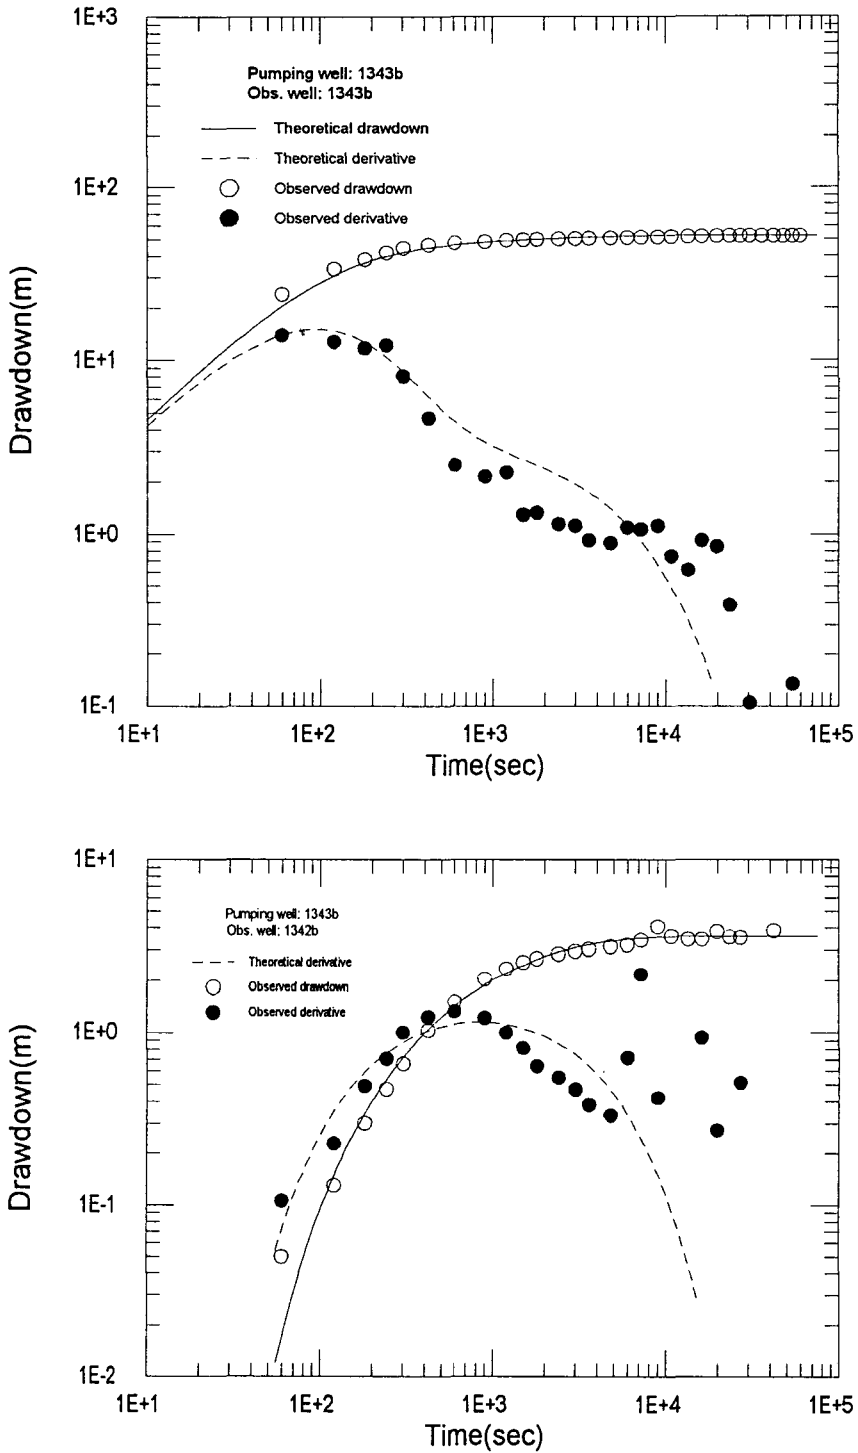 1E+3
Pumping well: 1343b
Obs. well: 1343b
Theoretical drawdown
Theoretical derivative
1E+2
Observed drawdown
Observed derivative
Drawdown(m)
1E+1
1E+0
1E-1
1E+1 1E+2 1E+3 1E+4 1E+5
Time(sec)
1E+1
Pumping well: 1343b
Obs. well: 1342b
Theoretical derivative
Observed drawdown
Observed derivative
1E+0
Drawdown(m)
1E-1
1E-2
1E+1 1E+2 1E+3 1E+4 1E+5
Time(sec)